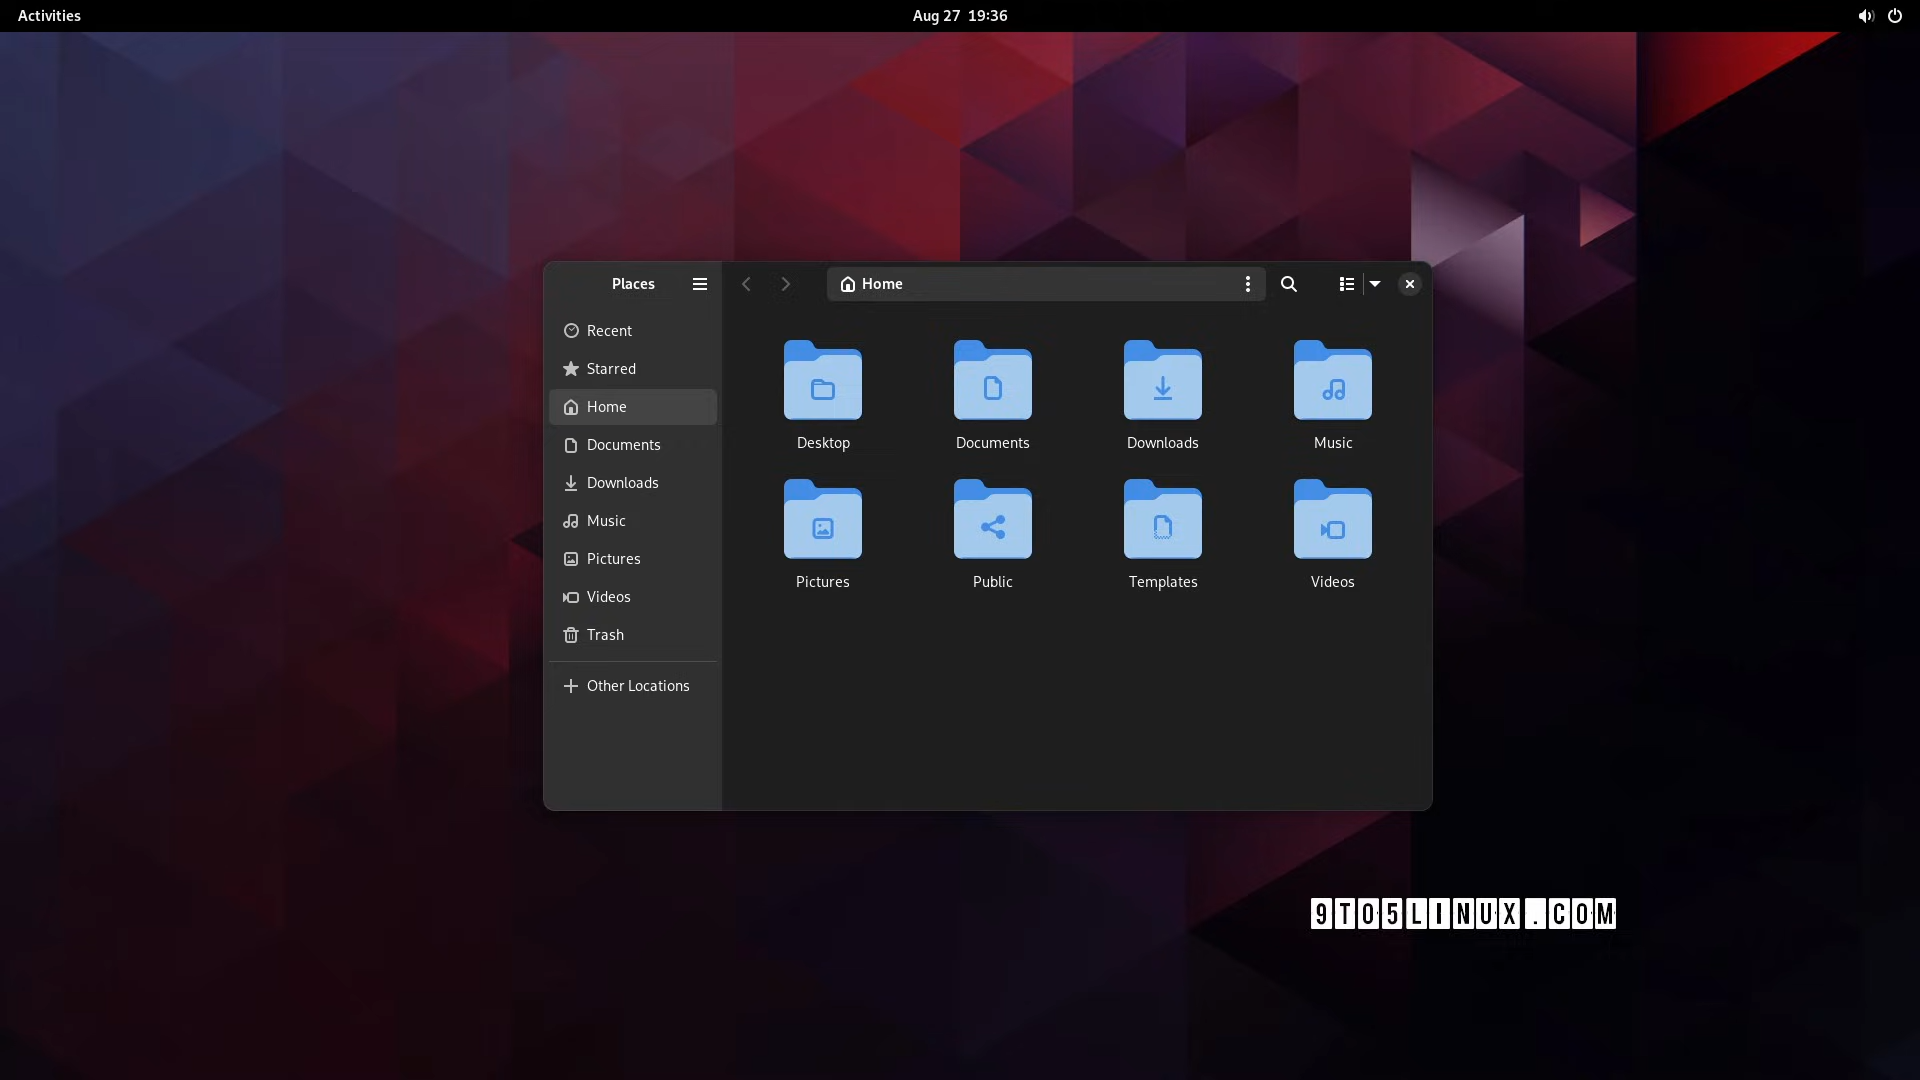 Activities
Aug 27 19:36
Places
Home
Recent
Starred
Home
Documents
Downloads
Music
Pictures
Videos
Trash
Other Locations
Desktop
Documents
Downloads
Music
Pictures
Public
Templates
Videos
9TO5LINUX.COM